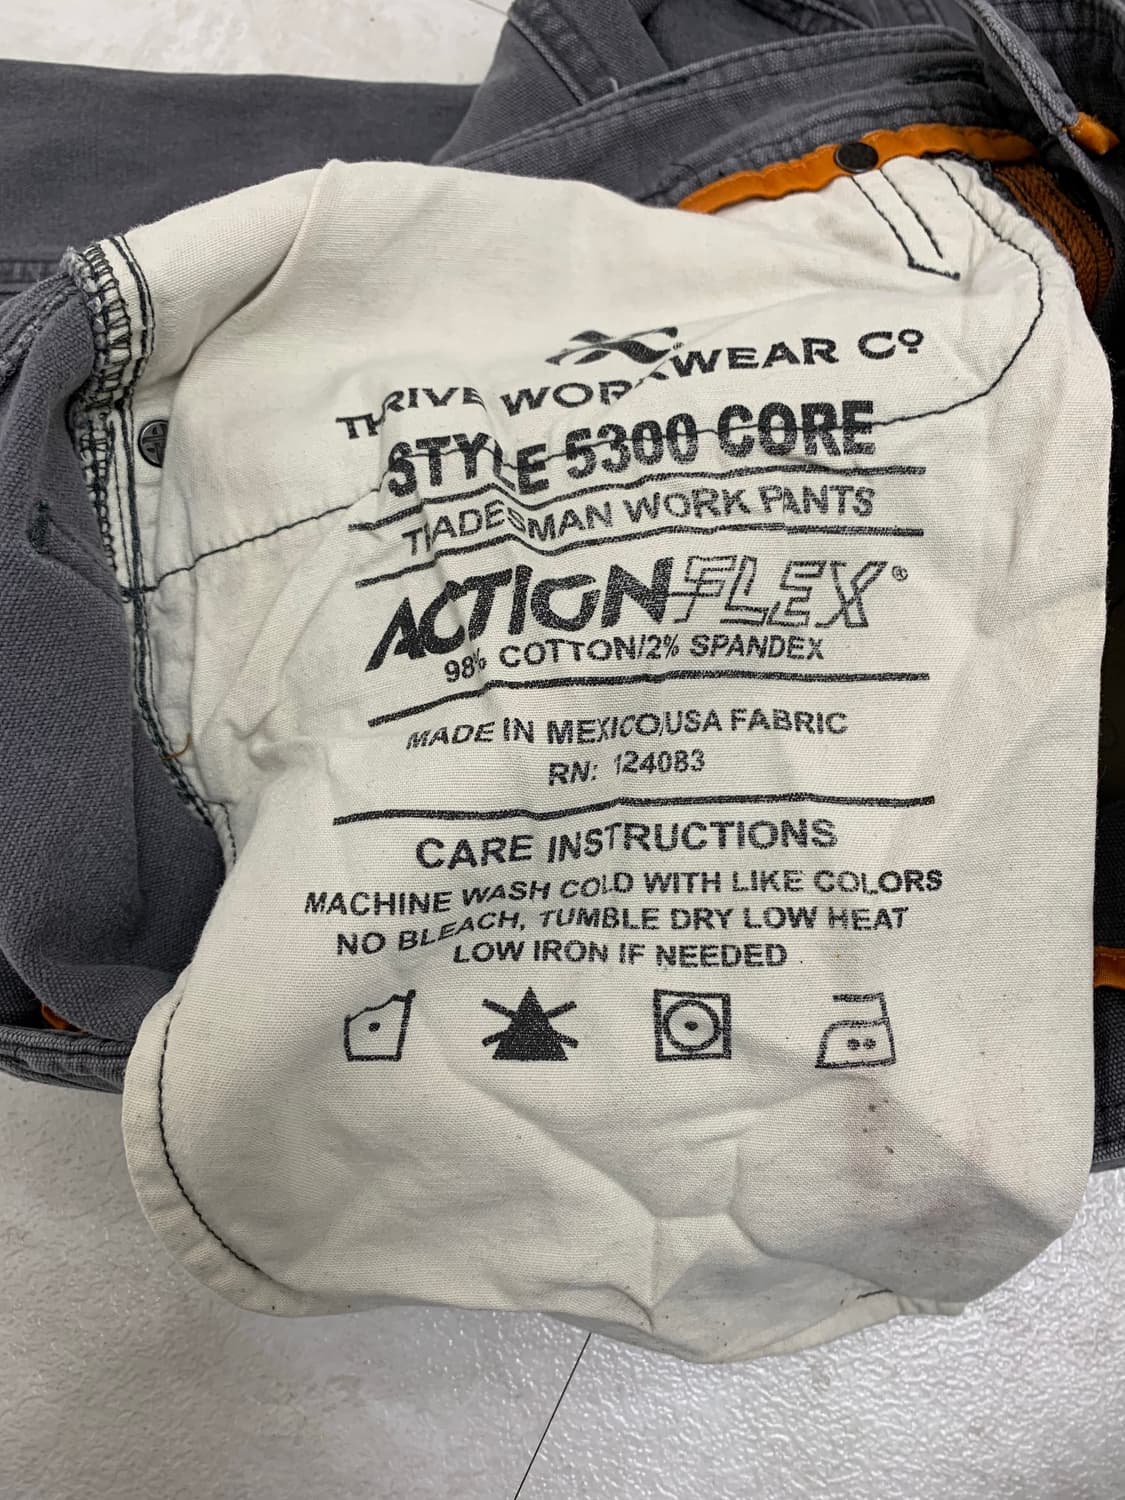 THRIVE WORKWEAR Cº
STYLE 5300 CORE
TRADESMAN WORK PANTS
ACTIONFLEX®
98% COTTON/2% SPANDEX
MADE IN MEXICO/USA FABRIC
RN: 124083
CARE INSTRUCTIONS
MACHINE WASH COLD WITH LIKE COLORS
NO BLEACH, TUMBLE DRY LOW HEAT
LOW IRON IF NEEDED